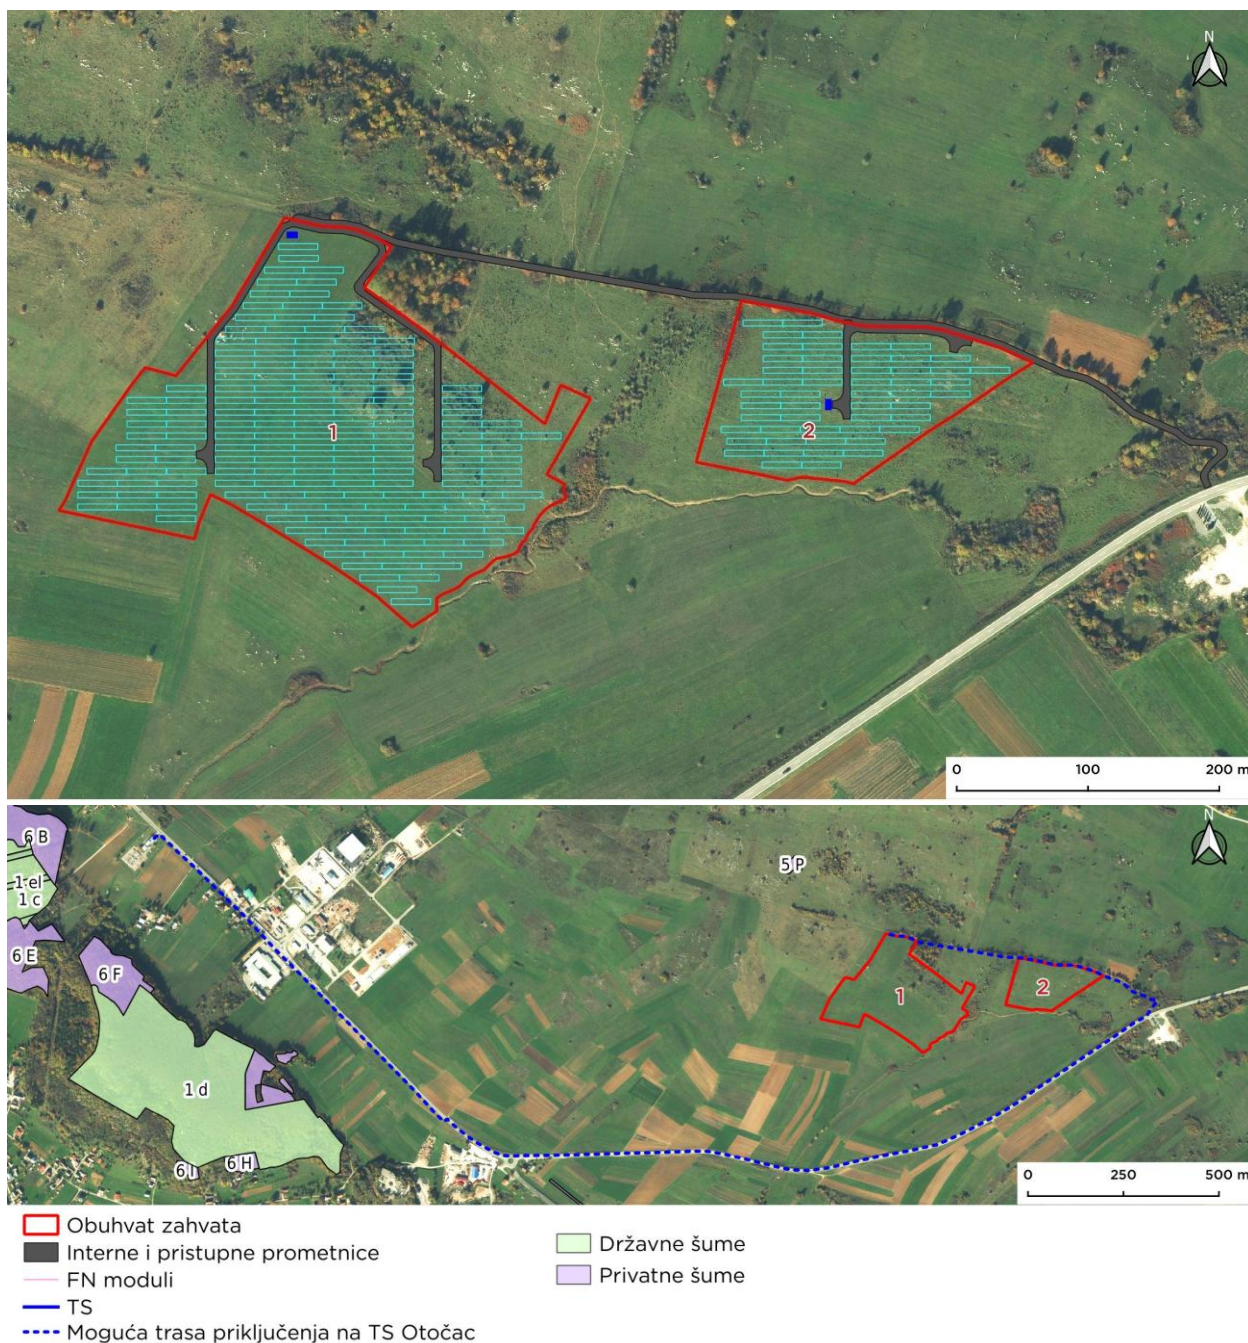 N
1
2
0 100 200 m
N
6 B
1 el
1 c
6 E
6 F
5 P
1
2
1 d
6 I
6 H
0 250 500 m
Obuhvat zahvata
Interne i pristupne prometnice
FN moduli
TS
Moguća trasa priključenja na TS Otočac
Državne šume
Privatne šume